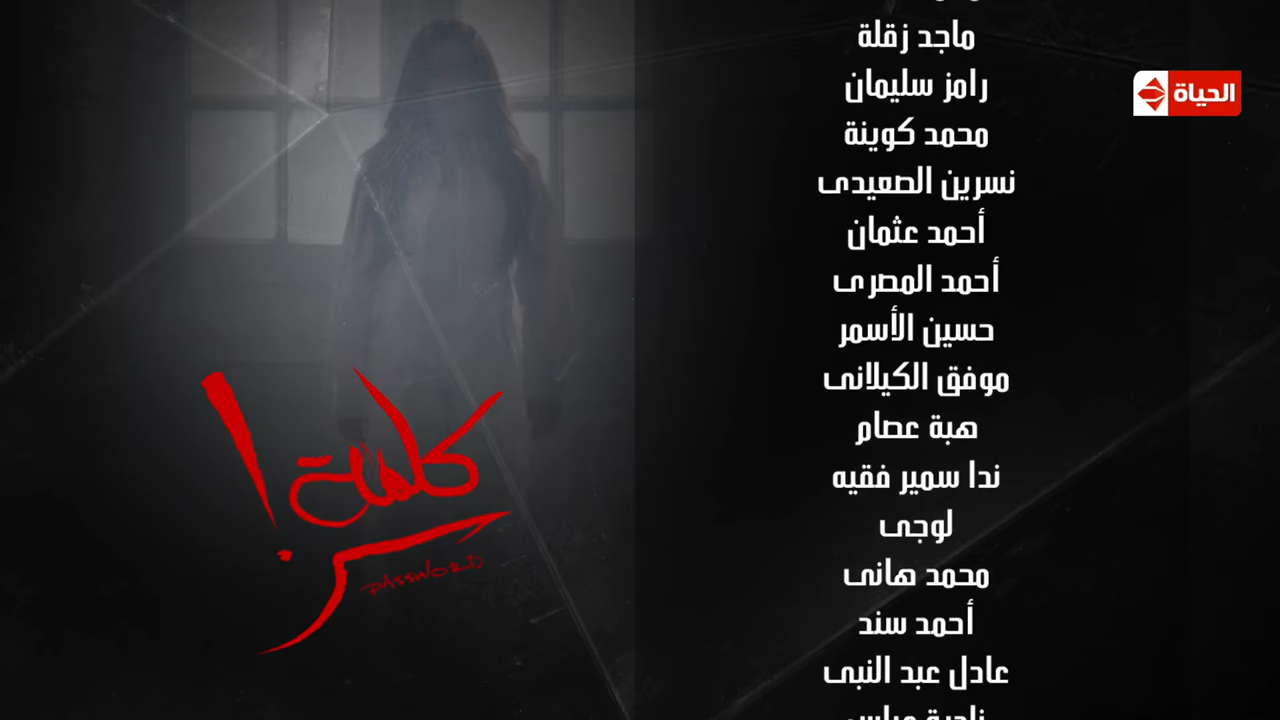 ماجد زقلة
رامز سليمان
محمد كوينة
نسرين الصعيدى
أحمد عثمان
أحمد المصرى
حسين الأسمر
موفق الكيلانى
هبة عصام
ندا سمير فقيه
لوجى
محمد هانى
أحمد سند
عادل عبد النبى
الحياة
كلمة
سر
!
PASSWORD